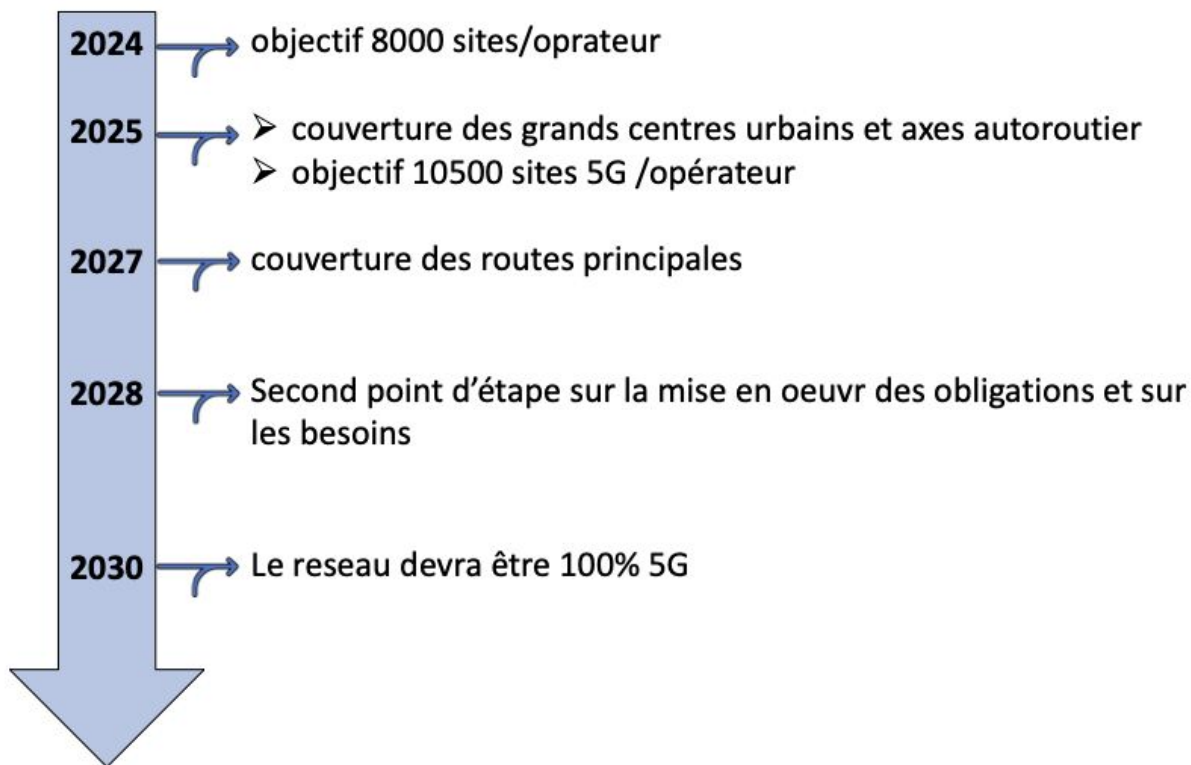 2024 objectif 8000 sites/oprateur
2025 ➢ couverture des grands centres urbains et axes autoroutier
➢ objectif 10500 sites 5G /opérateur
2027 couverture des routes principales
2028 Second point d’étape sur la mise en oeuvr des obligations et sur
les besoins
2030 Le reseau devra être 100% 5G